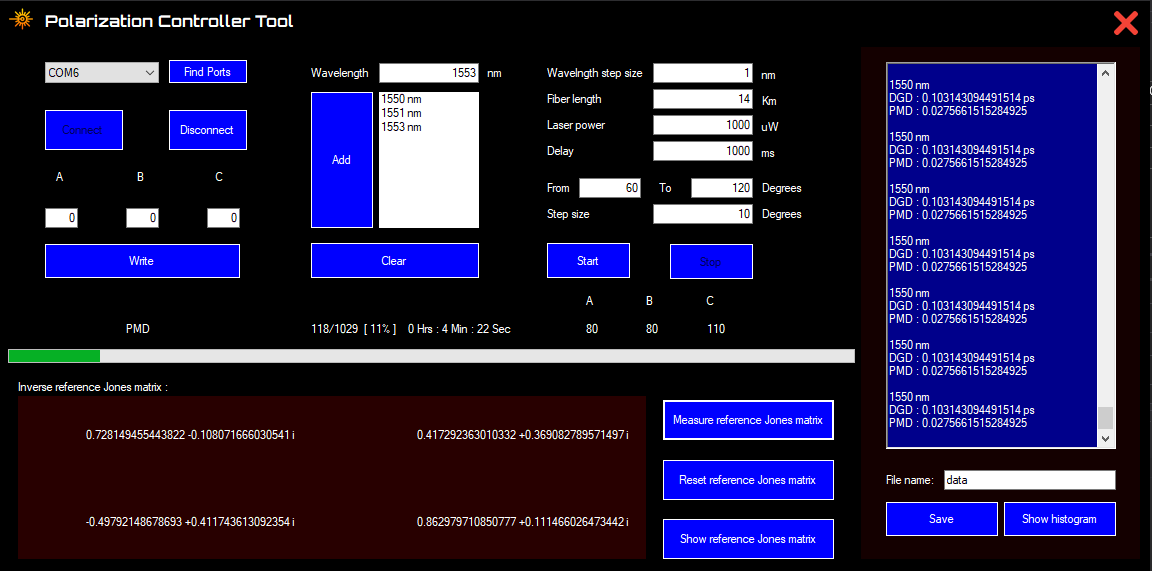 Polarization Controller Tool
COM6
Find Ports
Connect
Disconnect
A B C
0 0 0
Write
Wavelength 1553 nm
Add
1550 nm
1551 nm
1553 nm
Clear
Wavelngth step size 1 nm
Fiber length 14 Km
Laser power 1000 uW
Delay 1000 ms
From 60 To 120 Degrees
Step size 10 Degrees
Start
Stop
A B C
PMD 118/1029 [ 11% ] 0 Hrs : 4 Min : 22 Sec 80 80 110
Inverse reference Jones matrix :
0.728149455443822 -0.108071666030541 i 0.417292363010332 +0.369082789571497 i
-0.49792148678693 +0.411743613092354 i 0.862979710850777 +0.111466026473442 i
Measure reference Jones matrix
Reset reference Jones matrix
Show reference Jones matrix
1550 nm
DGD : 0.103143094491514 ps
PMD : 0.0275661515284925
1550 nm
DGD : 0.103143094491514 ps
PMD : 0.0275661515284925
1550 nm
DGD : 0.103143094491514 ps
PMD : 0.0275661515284925
1550 nm
DGD : 0.103143094491514 ps
PMD : 0.0275661515284925
1550 nm
DGD : 0.103143094491514 ps
PMD : 0.0275661515284925
1550 nm
DGD : 0.103143094491514 ps
PMD : 0.0275661515284925
1550 nm
DGD : 0.103143094491514 ps
PMD : 0.0275661515284925
File name: data
Save
Show histogram